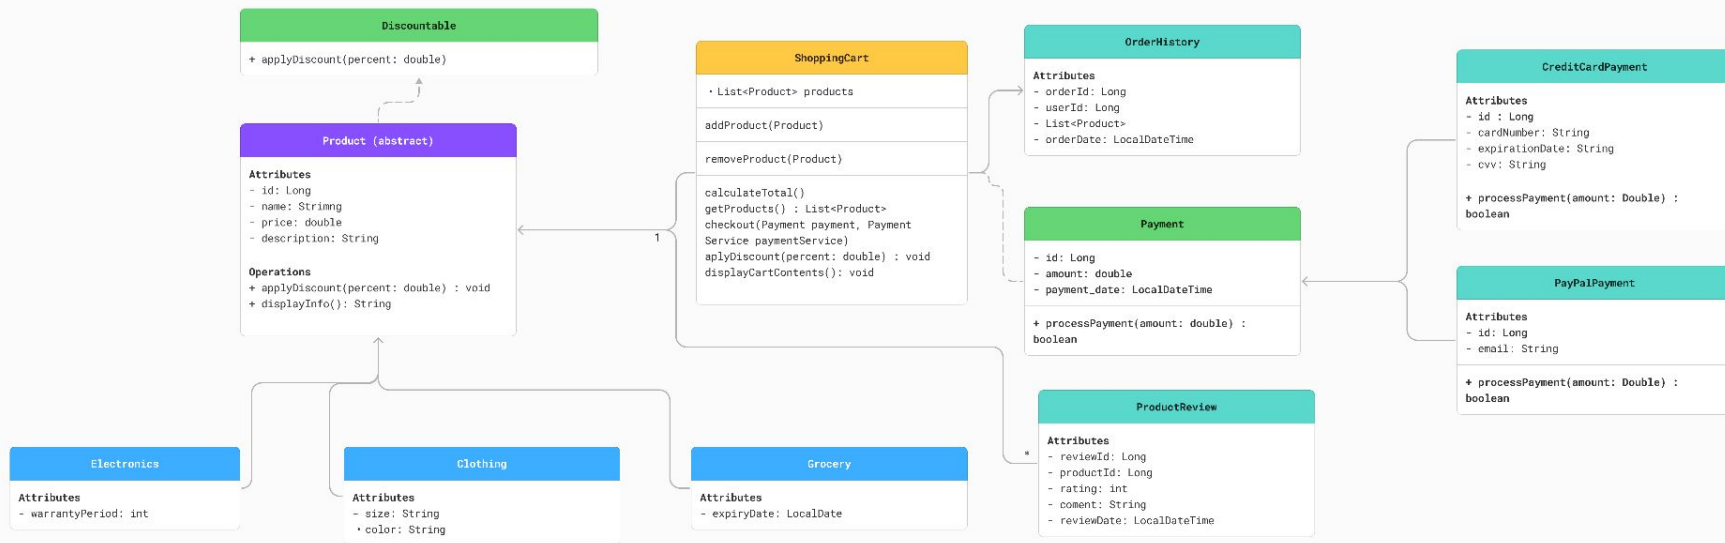 Discountable
+ applyDiscount(percent: double)
Product (abstract)
Attributes
- id: Long
- name: Strimng
- price: double
- description: String
Operations
+ applyDiscount(percent: double) : void
+ displayInfo(): String
ShoppingCart
· List<Product> products
addProduct(Product)
removeProduct(Product)
calculateTotal()
getProducts() : List<Product>
checkout(Payment payment, Payment
Service paymentService)
aplyDiscount(percent: double) : void
displayCartContents(): void
1
OrderHistory
Attributes
- orderId: Long
- userId: Long
- List<Product>
- orderDate: LocalDateTime
Payment
- id: Long
- amount: double
- payment_date: LocalDateTime
+ processPayment(amount: double) :
boolean
CreditCardPayment
Attributes
- id : Long
- cardNumber: String
- expirationDate: String
- cvv: String
+ processPayment(amount: Double) :
boolean
PayPalPayment
Attributes
- id: Long
- email: String
+ processPayment(amount: Double) :
boolean
*
ProductReview
Attributes
- reviewId: Long
- productId: Long
- rating: int
- coment: String
- reviewDate: LocalDateTime
Electronics
Attributes
- warrantyPeriod: int
Clothing
Attributes
- size: String
· color: String
Grocery
Attributes
- expiryDate: LocalDate